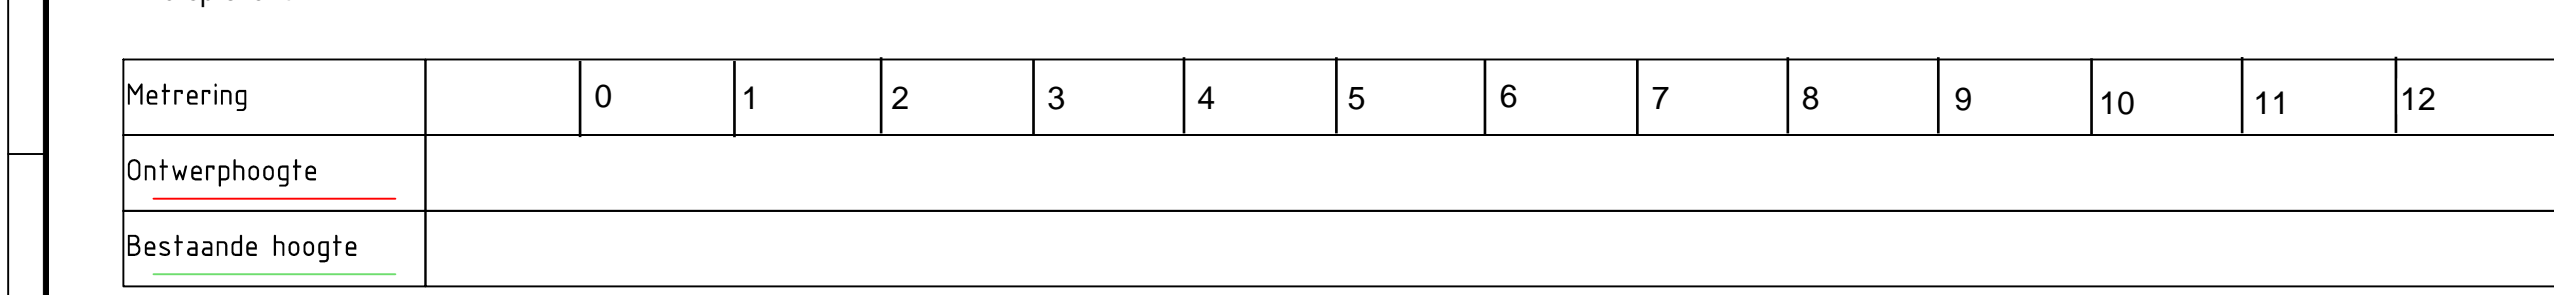 Metrering 0 1 2 3 4 5 6 7 8 9 10 11 12
Ontwerphoogte
Bestaande hoogte